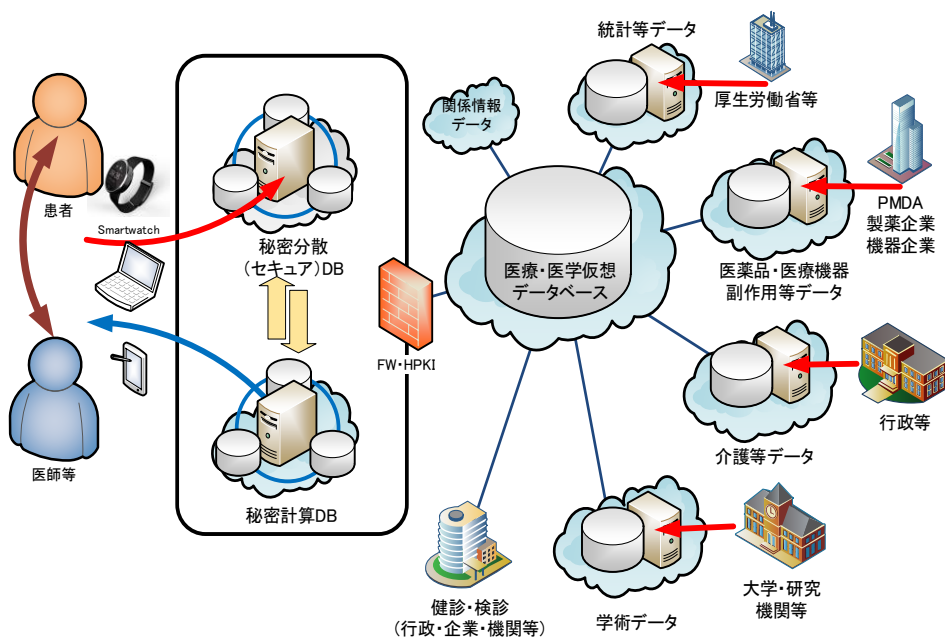 統計等データ
厚生労働省等
関係情報
データ
患者
Smartwatch
秘密分散
(セキュア)DB
医療・医学仮想
データベース
PMDA
製薬企業
機器企業
医薬品・医療機器
副作用等データ
FW・HPKI
行政等
介護等データ
医師等
秘密計算DB
健診・検診
(行政・企業・機関等)
学術データ
大学・研究
機関等